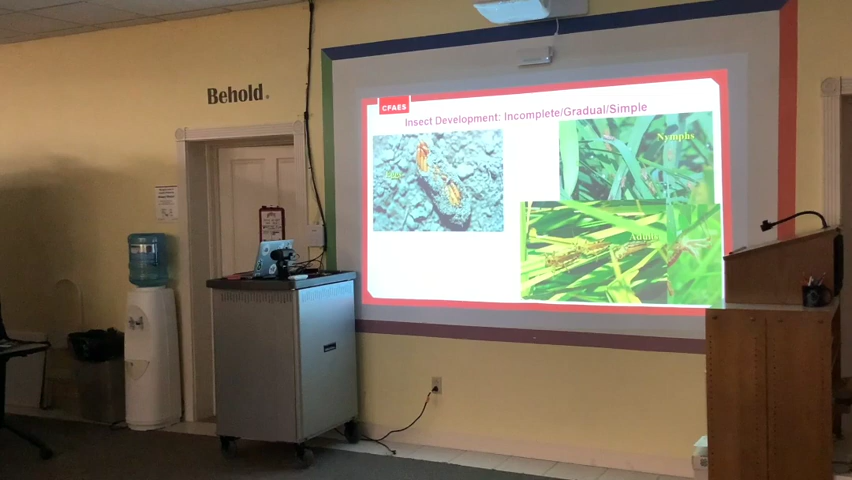 Behold.
CFAES
Insect Development: Incomplete/Gradual/Simple
Nymphs
Adults